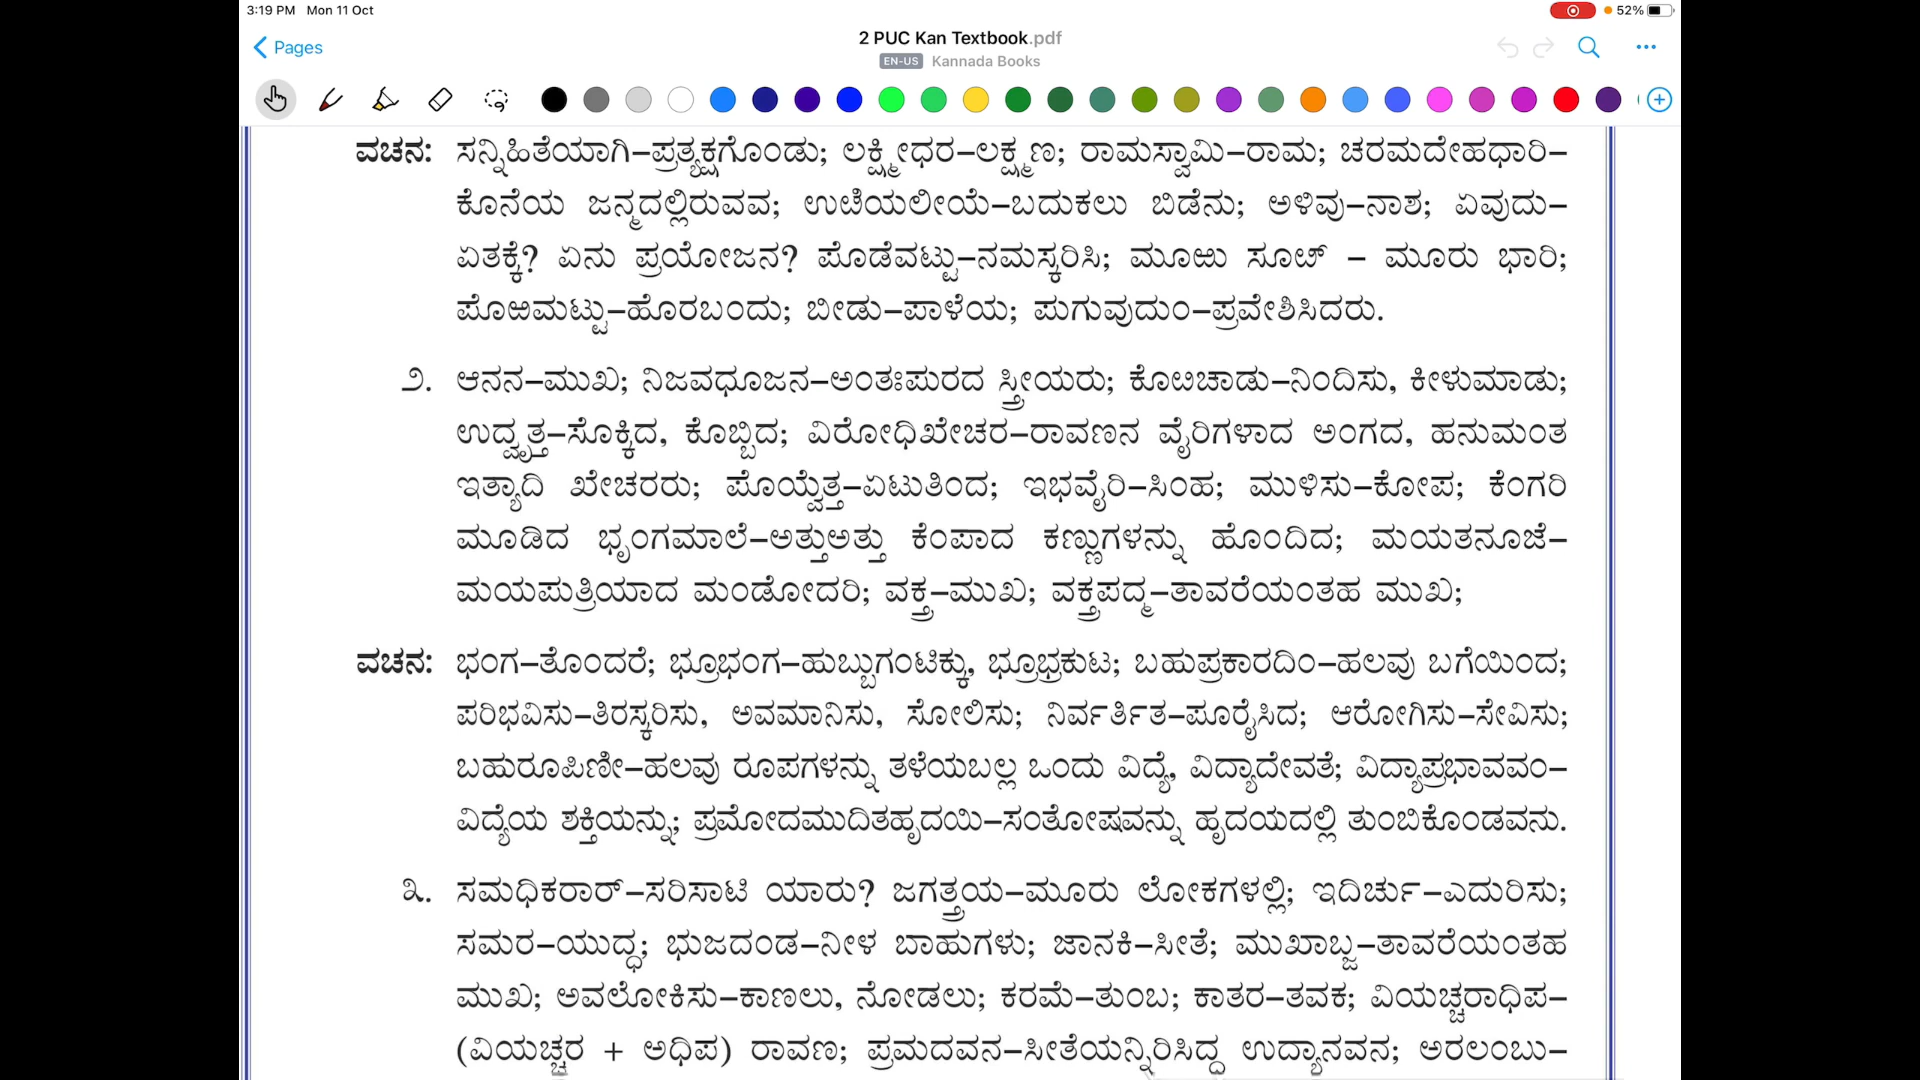 3:19 PM Mon 11 Oct
52%
Pages
2 PUC Kan Textbook.pdf
EN-US Kannada Books
ವಚನ: ಸನ್ನಿಹಿತೆಯಾಗಿ–ಪ್ರತ್ಯಕ್ಷಗೊಂಡು; ಲಕ್ಷ್ಮೀಧರ–ಲಕ್ಷ್ಮಣ; ರಾಮಸ್ವಾಮಿ–ರಾಮ; ಚರಮದೇಹಧಾರಿ–
ಕೊನೆಯ ಜನ್ಮದಲ್ಲಿರುವವ; ಉೞಿಯಲೀಯೆ–ಬದುಕಲು ಬಿಡೆನು; ಅಳಿವು–ನಾಶ; ಏವುದು–
ಏತಕ್ಕೆ? ಏನು ಪ್ರಯೋಜನ? ಪೊಡೆವಟ್ಟು–ನಮಸ್ಕರಿಸಿ; ಮೂಱು ಸೂೞ್ – ಮೂರು ಭಾರಿ;
ಪೊಱಮಟ್ಟು–ಹೊರಬಂದು; ಬೀಡು–ಪಾಳೆಯ; ಪುಗುವುದುಂ–ಪ್ರವೇಶಿಸಿದರು.
೨. ಆನನ–ಮುಖ; ನಿಜವಧೂಜನ–ಅಂತಃಪುರದ ಸ್ತ್ರೀಯರು; ಕೊೞಚಾಡು–ನಿಂದಿಸು, ಕೀಳುಮಾಡು;
ಉದ್ವೃತ್ತ–ಸೊಕ್ಕಿದ, ಕೊಬ್ಬಿದ; ವಿರೋಧಿಖೇಚರ–ರಾವಣನ ವೈರಿಗಳಾದ ಅಂಗದ, ಹನುಮಂತ
ಇತ್ಯಾದಿ ಖೇಚರರು; ಪೊಯ್ವೆತ್ತ–ಏಟುತಿಂದ; ಇಭವೈರಿ–ಸಿಂಹ; ಮುಳಿಸು–ಕೋಪ; ಕೆಂಗರಿ
ಮೂಡಿದ ಭೃಂಗಮಾಲೆ–ಅತ್ತುಅತ್ತು ಕೆಂಪಾದ ಕಣ್ಣುಗಳನ್ನು ಹೊಂದಿದ; ಮಯತನೂಜೆ–
ಮಯಪುತ್ರಿಯಾದ ಮಂಡೋದರಿ; ವಕ್ತ್ರ–ಮುಖ; ವಕ್ತ್ರಪದ್ಮ–ತಾವರೆಯಂತಹ ಮುಖ;
ವಚನ: ಭಂಗ–ತೊಂದರೆ; ಭ್ರೂಭಂಗ–ಹುಬ್ಬುಗಂಟಿಕ್ಕು, ಭ್ರೂಭ್ರಕುಟ; ಬಹುಪ್ರಕಾರದಿಂ–ಹಲವು ಬಗೆಯಿಂದ;
ಪರಿಭವಿಸು–ತಿರಸ್ಕರಿಸು, ಅವಮಾನಿಸು, ಸೋಲಿಸು; ನಿರ್ವರ್ತಿತ–ಪೂರೈಸಿದ; ಆರೋಗಿಸು–ಸೇವಿಸು;
ಬಹುರೂಪಿಣೀ–ಹಲವು ರೂಪಗಳನ್ನು ತಳೆಯಬಲ್ಲ ಒಂದು ವಿದ್ಯೆ, ವಿದ್ಯಾದೇವತೆ; ವಿದ್ಯಾಪ್ರಭಾವವಂ–
ವಿದ್ಯೆಯ ಶಕ್ತಿಯನ್ನು; ಪ್ರಮೋದಮುದಿತಹೃದಯಿ–ಸಂತೋಷವನ್ನು ಹೃದಯದಲ್ಲಿ ತುಂಬಿಕೊಂಡವನು.
೩. ಸಮಧಿಕರಾರ್–ಸರಿಸಾಟಿ ಯಾರು? ಜಗತ್ತ್ರಯ–ಮೂರು ಲೋಕಗಳಲ್ಲಿ; ಇದಿರ್ಚು–ಎದುರಿಸು;
ಸಮರ–ಯುದ್ಧ; ಭುಜದಂಡ–ನೀಳ ಬಾಹುಗಳು; ಜಾನಕಿ–ಸೀತೆ; ಮುಖಾಬ್ಜ–ತಾವರೆಯಂತಹ
ಮುಖ; ಅವಲೋಕಿಸು–ಕಾಣಲು, ನೋಡಲು; ಕರಮೆ–ತುಂಬ; ಕಾತರ–ತವಕ; ವಿಯಚ್ಚರಾಧಿಪ–
(ವಿಯಚ್ಚರ + ಅಧಿಪ) ರಾವಣ; ಪ್ರಮದವನ–ಸೀತೆಯನ್ನಿರಿಸಿದ್ದ ಉದ್ಯಾನವನ; ಅರಲಂಬು–